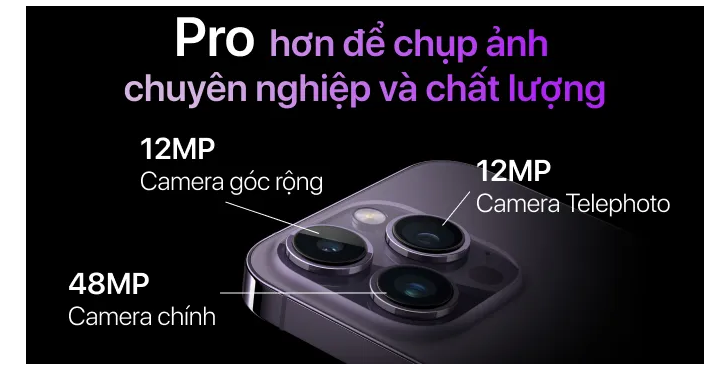 Pro hơn để chụp ảnh
chuyên nghiệp và chất lượng
12MP
Camera góc rộng
12MP
Camera Telephoto
48MP
Camera chính